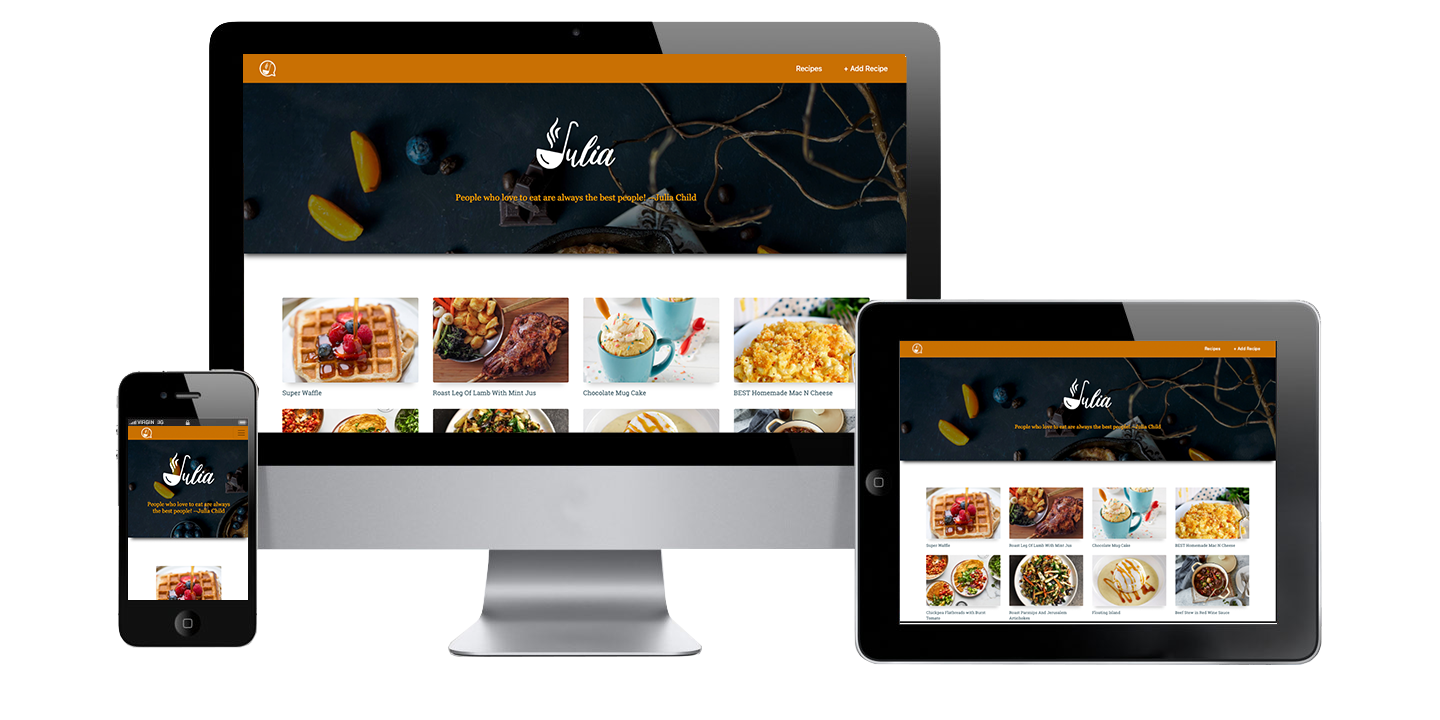 Recipes + Add Recipe
Julia
People who love to eat are always the best people! --Julia Child
Super Waffle
Roast Leg Of Lamb With Mint Jus
Chocolate Mug Cake
BEST Homemade Mac N Cheese
VIRGIN 3G
Julia
People who love to eat are always
the best people! --Julia Child
Recipes + Add Recipe
Julia
People who love to eat are always the best people! --Julia Child
Super Waffle
Roast Leg Of Lamb With Mint Jus
Chocolate Mug Cake
BEST Homemade Mac N Cheese
Chickpea Flatbreads with Burst
Tomato
Roast Parsnips And Jerusalem
Artichokes
Floating Island
Beef Stew in Red Wine Sauce